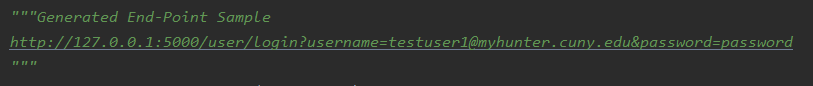 """Generated End-Point Sample
http://127.0.0.1:5000/user/login?username=testuser1@myhunter.cuny.edu&password=password
"""